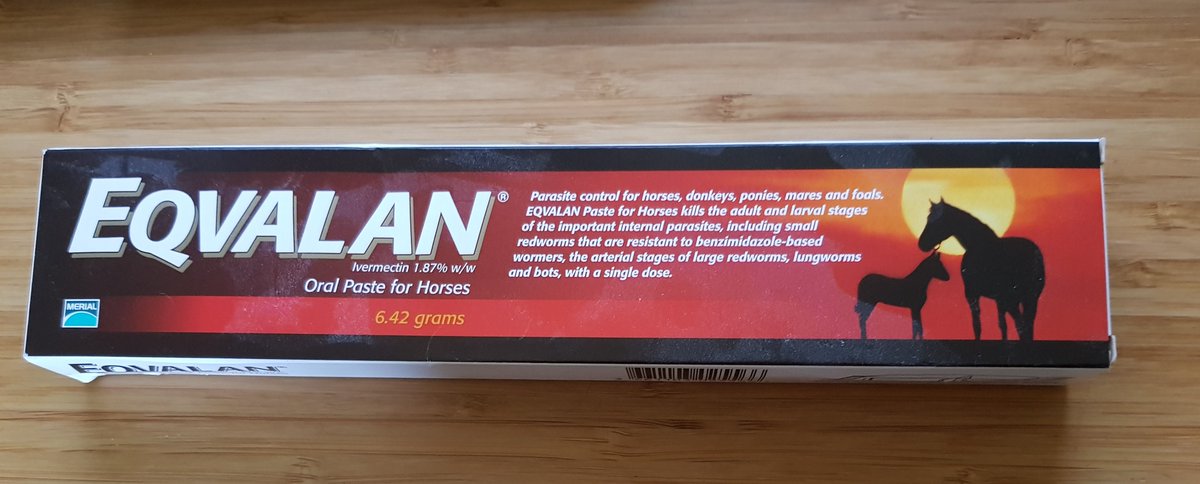 EQVALAN®
Ivermectin 1.87% w/w
Oral Paste for Horses
6.42 grams
MERIAL
Parasite control for horses, donkeys, ponies, mares and foals.
EQVALAN Paste for Horses kills the adult and larval stages
of the important internal parasites, including small
redworms that are resistant to benzimidazole-based
wormers, the arterial stages of large redworms, lungworms
and bots, with a single dose.
EQVALAN